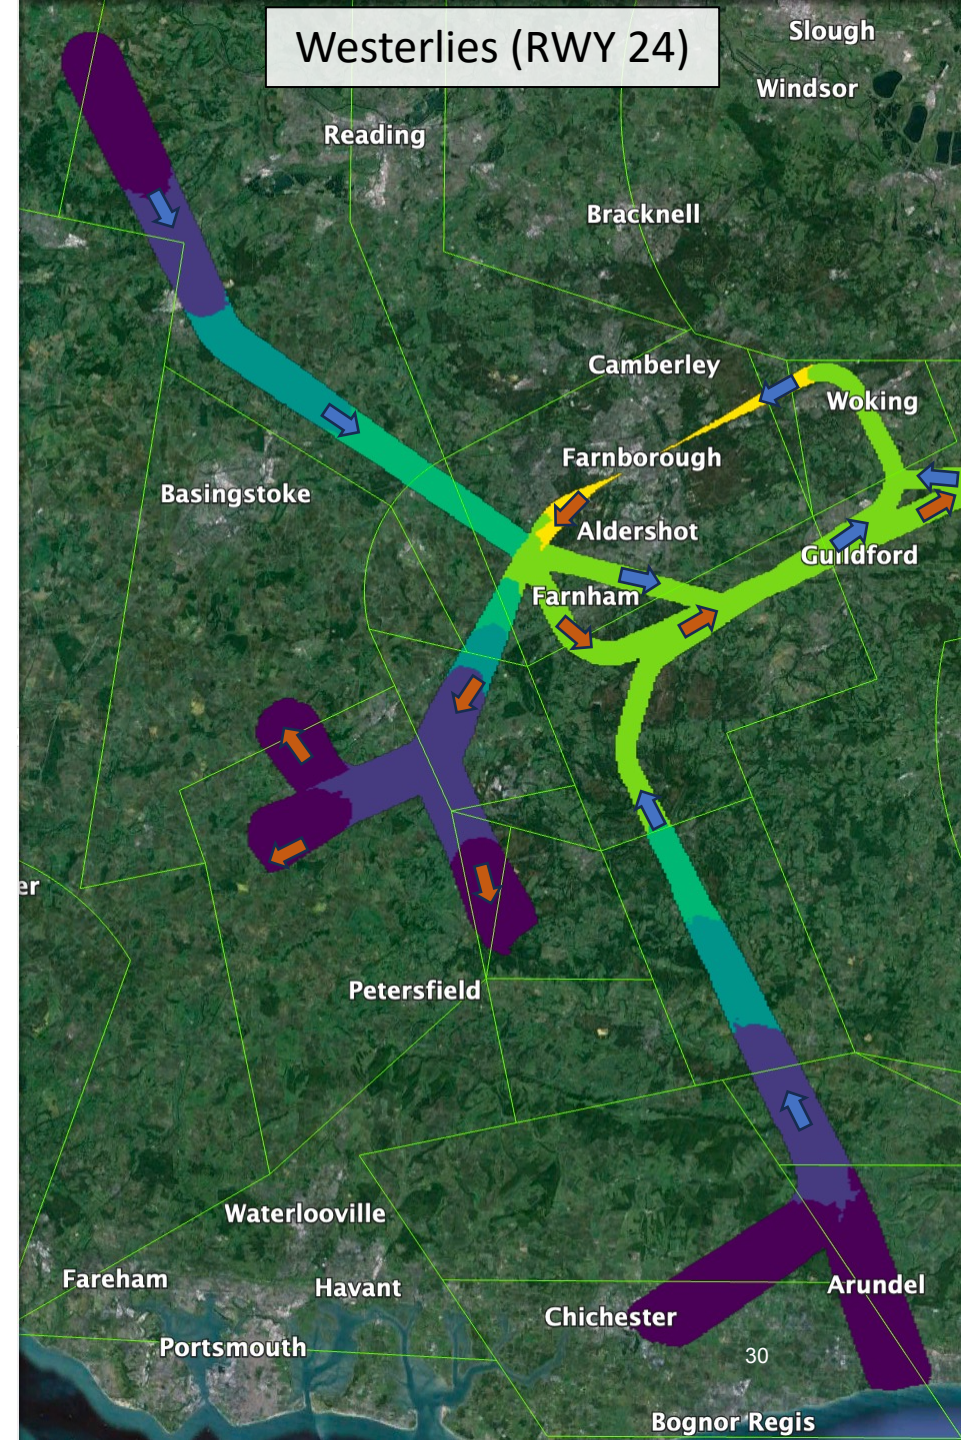 Westerlies (RWY 24)
Slough
Windsor
Reading
Bracknell
Camberley
Woking
Farnborough
Basingstoke
Aldershot
Guildford
Farnham
er
Petersfield
Waterlooville
Fareham
Havant
Arundel
Chichester
Portsmouth
30
Bognor Regis